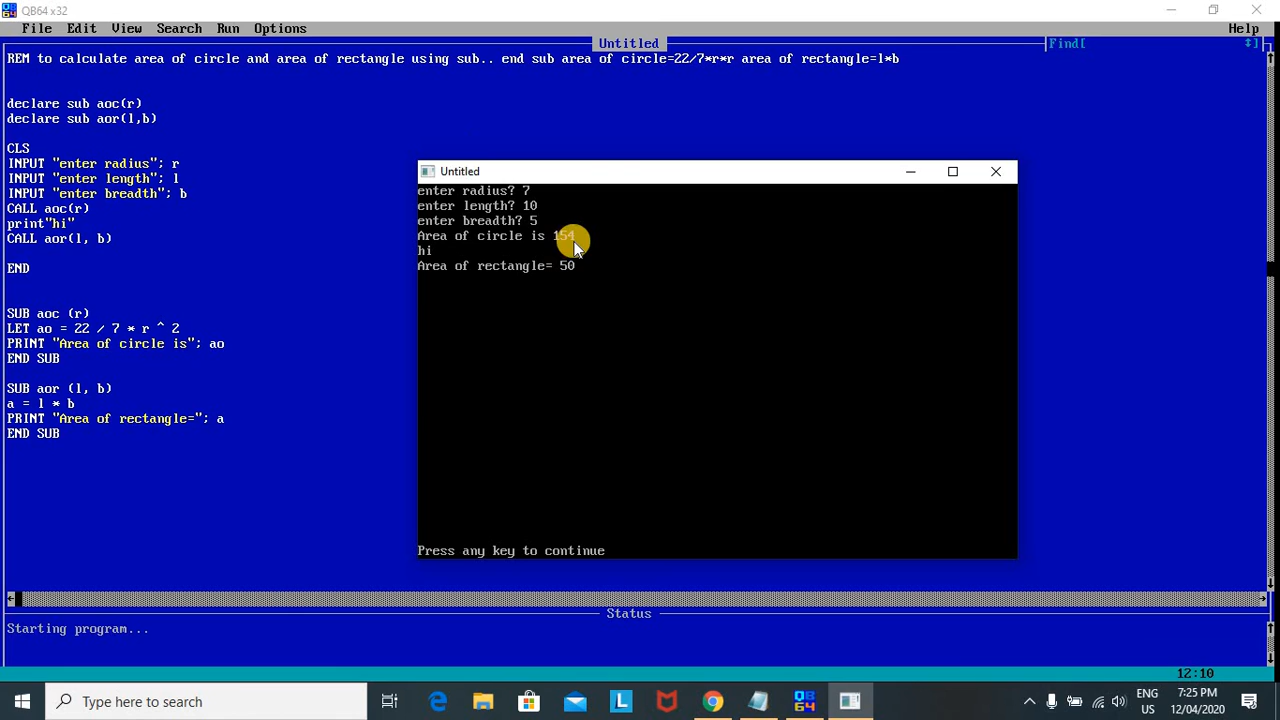 QB64 x32
File Edit View Search Run Options Help
Untitled
Find[ ]
REM to calculate area of circle and area of rectangle using sub.. end sub area of circle=22/7*r*r area of rectangle=l*b
declare sub aoc(r)
declare sub aor(l,b)
CLS
INPUT "enter radius"; r
INPUT "enter length"; l
INPUT "enter breadth"; b
CALL aoc(r)
print"hi"
CALL aor(l, b)
END
SUB aoc (r)
LET ao = 22 / 7 * r ^ 2
PRINT "Area of circle is"; ao
END SUB
SUB aor (l, b)
a = l * b
PRINT "Area of rectangle="; a
END SUB
Untitled
enter radius? 7
enter length? 10
enter breadth? 5
Area of circle is 154
hi
Area of rectangle= 50
Press any key to continue
Status
Starting program...
12:10
Type here to search
L
QB
64
ENG
US
7:25 PM
12/04/2020